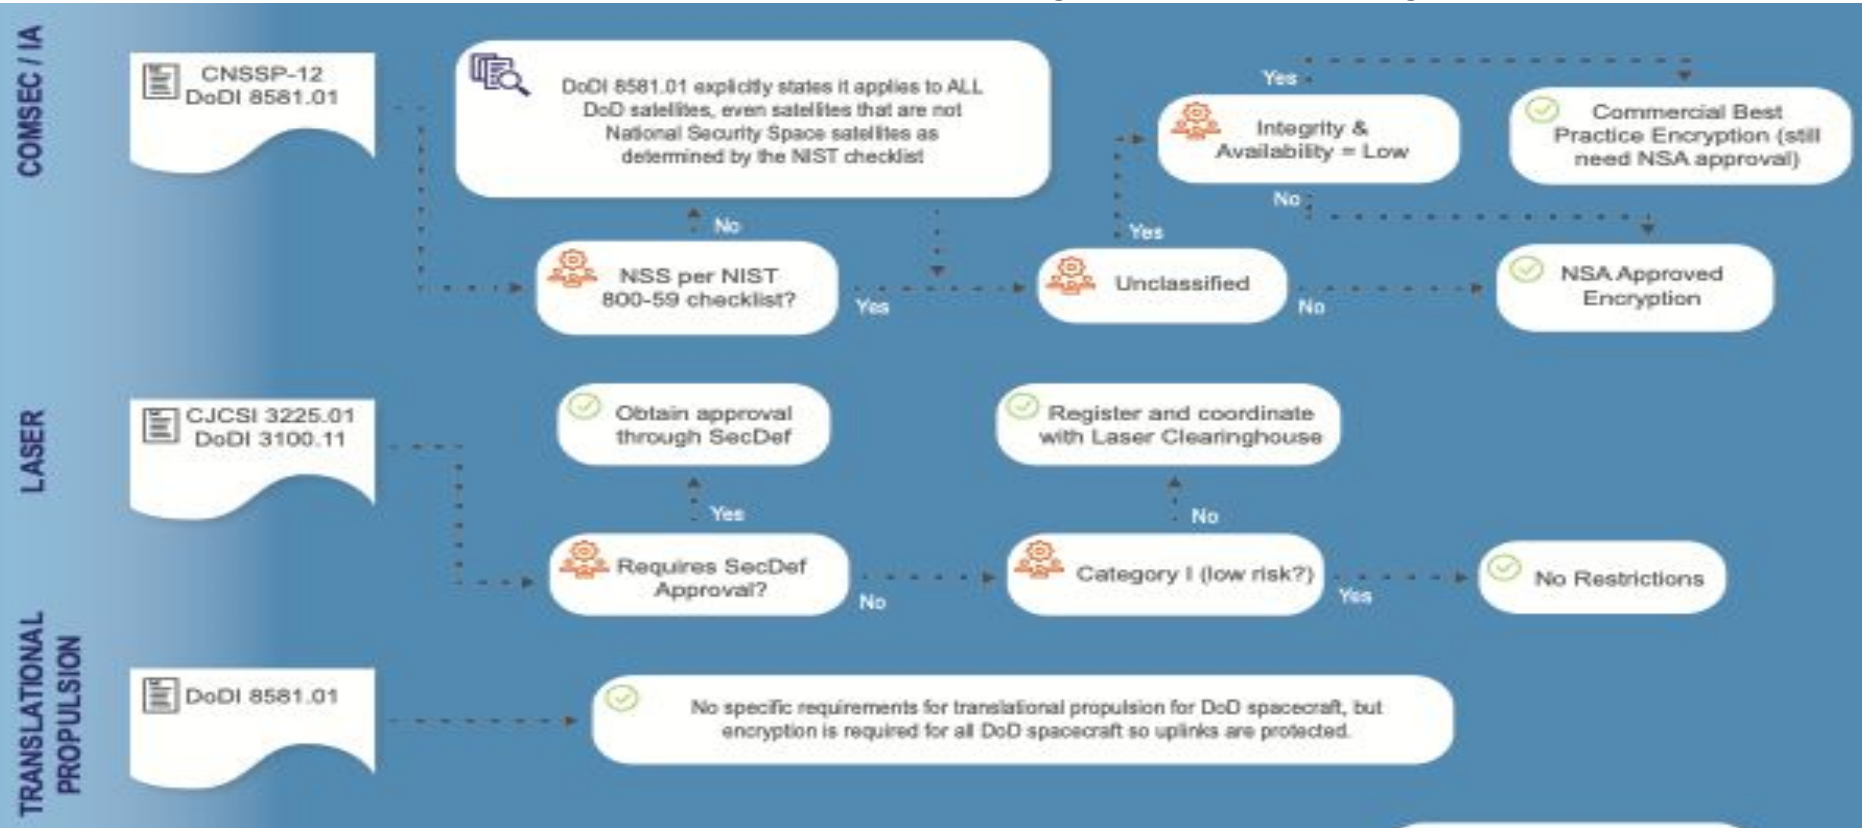 COMSEC / IA
CNSSP-12
DoDI 8581.01
DoDI 8581.01 explicitly states it applies to ALL
DoD satellites, even satellites that are not
National Security Space satellites as
determined by the NIST checklist
No
NSS per NIST
800-59 checklist?
Yes
Unclassified
Yes
No
Integrity &
Availability = Low
Yes
No
Commercial Best
Practice Encryption (still
need NSA approval)
NSA Approved
Encryption
LASER
CJCSI 3225.01
DoDI 3100.11
Obtain approval
through SecDef
Yes
Requires SecDef
Approval?
No
Register and coordinate
with Laser Clearinghouse
No
Category I (low risk?)
Yes
No Restrictions
TRANSLATIONAL
PROPULSION
DoDI 8581.01
No specific requirements for translational propulsion for DoD spacecraft, but
encryption is required for all DoD spacecraft so uplinks are protected.